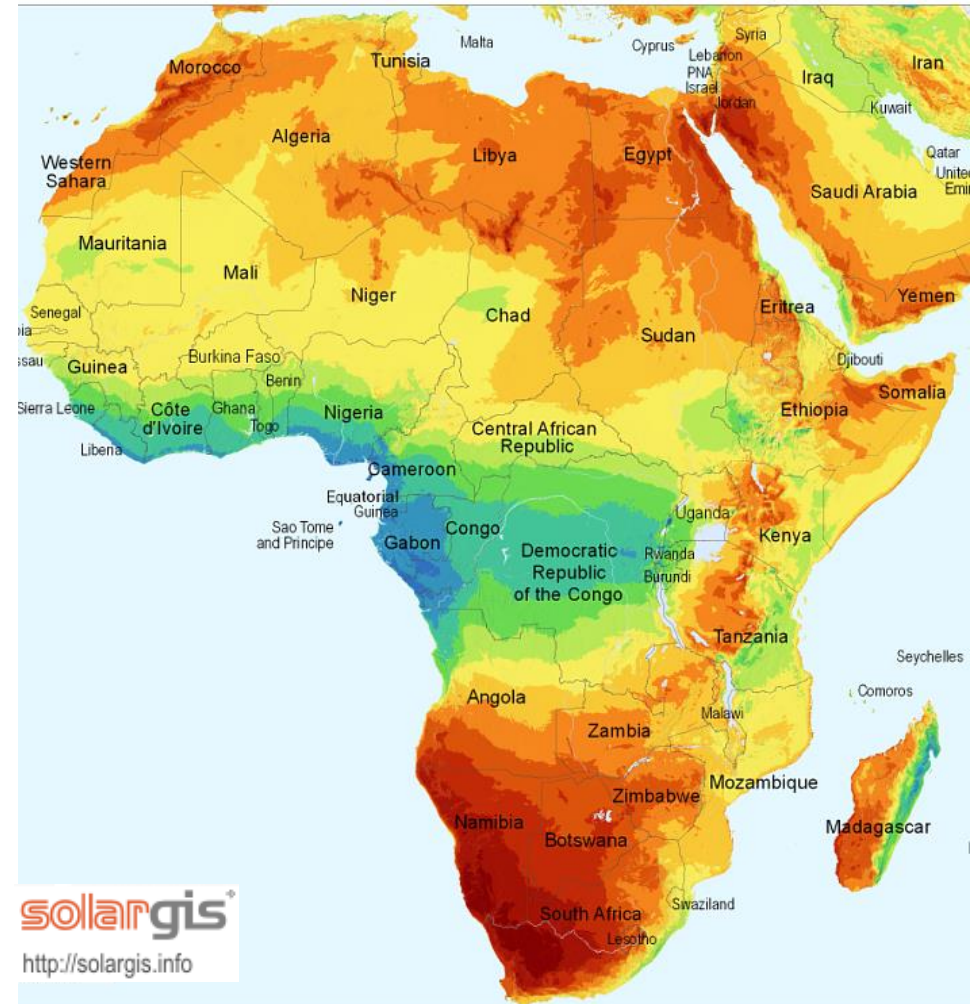 Malta
Cyprus
Syria
Lebanon
PNA
Israel
Jordan
Iraq
Iran
Kuwait
Qatar
Morocco
Tunisia
Algeria
Libya
Egypt
Saudi Arabia
Western
Sahara
Mauritania
Mali
Niger
Chad
Sudan
Eritrea
Yemen
Senegal
Guinea
Burkina Faso
Benin
Djibouti
Somalia
Ethiopia
Sierra Leone
Côte
d'Ivoire
Ghana
Togo
Nigeria
Central African
Republic
Liberia
Cameroon
Equatorial
Guinea
Sao Tome
and Principe
Gabon
Congo
Democratic
Republic
of the Congo
Uganda
Kenya
Rwanda
Burundi
Tanzania
Seychelles
Comoros
Angola
Zambia
Malawi
Mozambique
Zimbabwe
Namibia
Botswana
Madagascar
South Africa
Swaziland
Lesotho
solargis
http://solargis.info